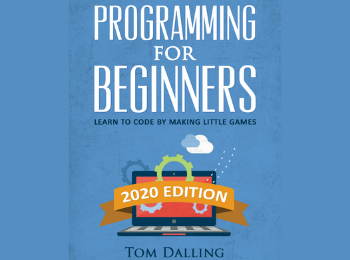 PROGRAMMING
FOR
BEGINNERS
LEARN TO CODE BY MAKING LITTLE GAMES
2020 EDITION
TOM DALLING